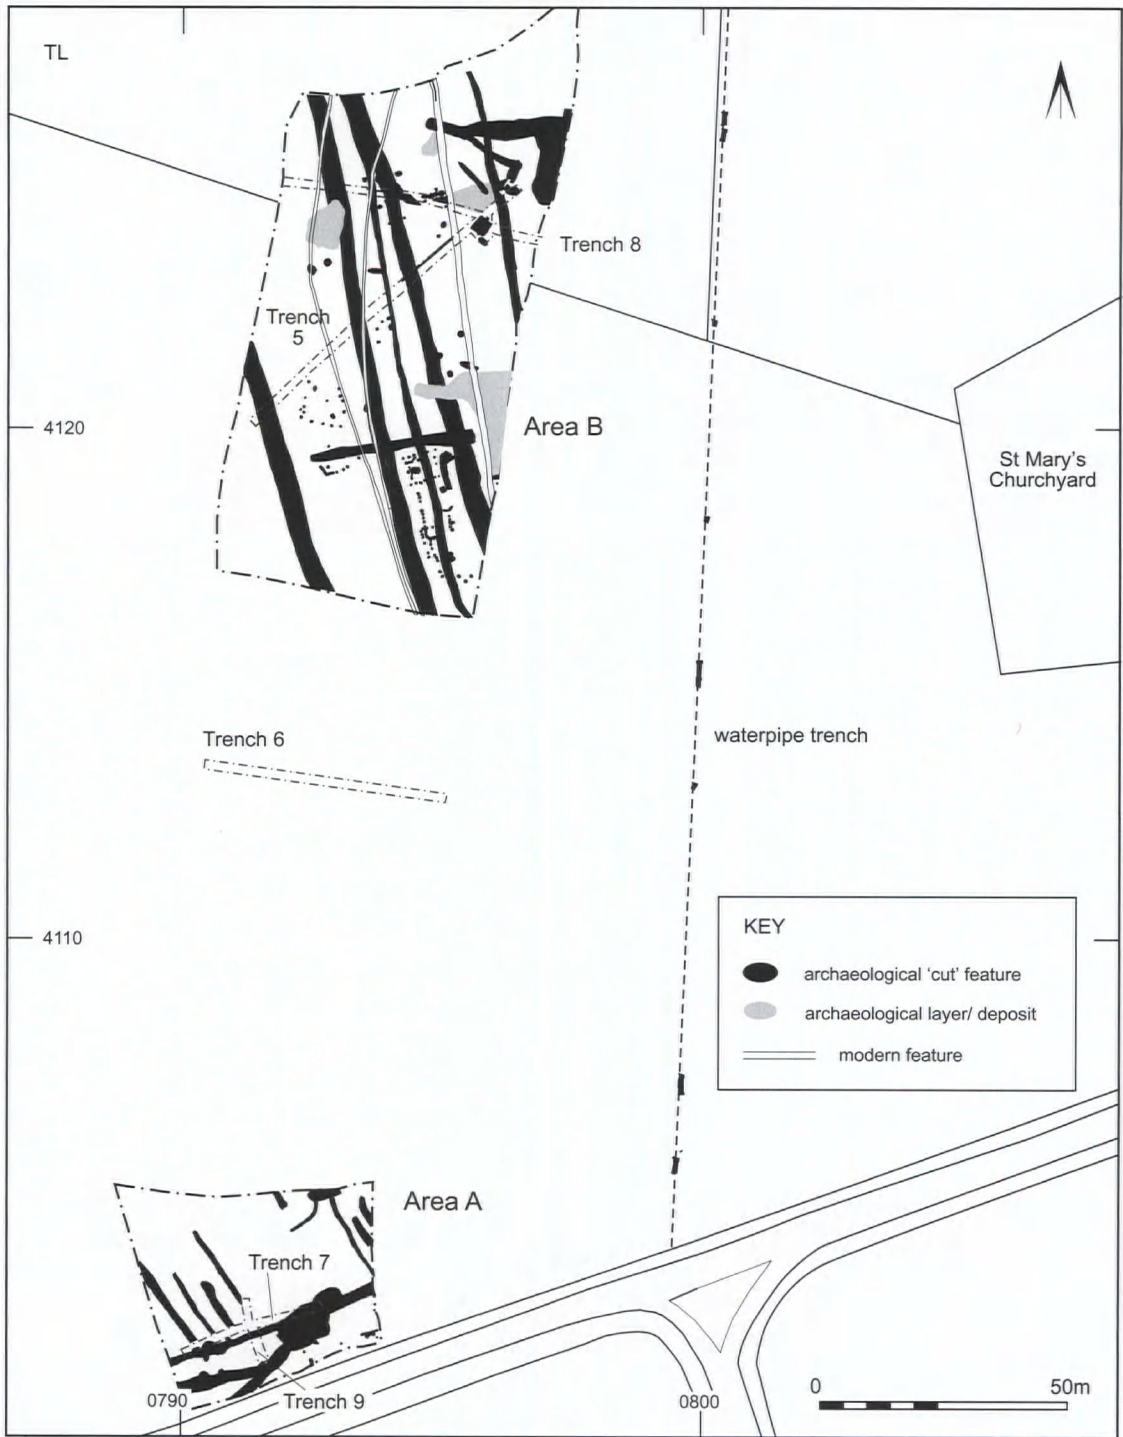 TL
Trench 8
Trench
5
4120
Area B
St Mary's
Churchyard
Trench 6
waterpipe trench
KEY
4110
archaeological 'cut' feature
archaeological layer/ deposit
modern feature
Area A
Trench 7
0790
Trench 9
0800
0
50m